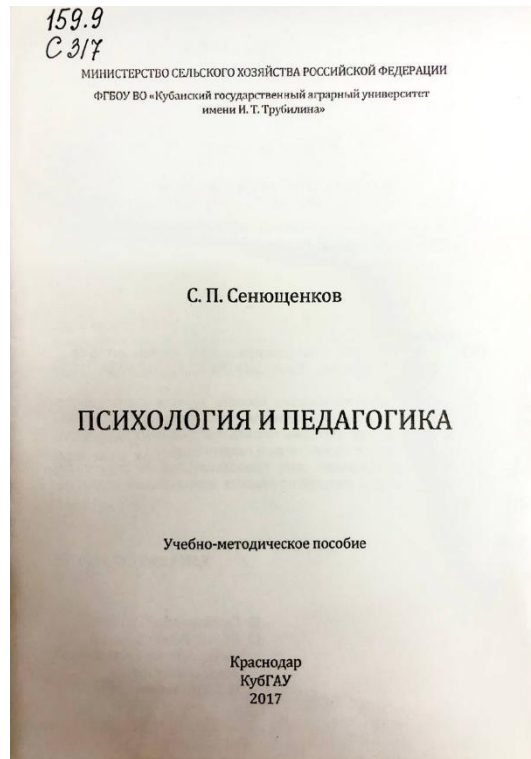 159.9
С 317
МИНИСТЕРСТВО СЕЛЬСКОГО ХОЗЯЙСТВА РОССИЙСКОЙ ФЕДЕРАЦИИ
ФГБОУ ВО «Кубанский государственный аграрный университет
имени И. Т. Трубилина»
С. П. Сенющенков
ПСИХОЛОГИЯ И ПЕДАГОГИКА
Учебно-методическое пособие
Краснодар
КубГАУ
2017